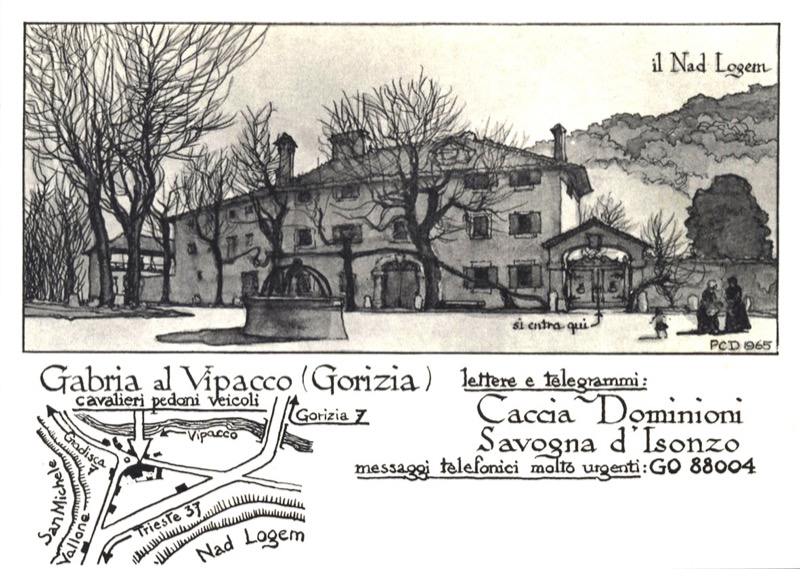 il Nad Logem
si entra qui
PCD 1965
Gabria al Vipacco (Gorizia)
cavalieri pedoni veicoli
lettere e telegrammi:
Caccia Dominioni
Savogna d'Isonzo
messaggi telefonici molto urgenti: GO 88004
Gorizia 7
Vipacco
Gradisca
San Michele
Vallone
Trieste 37
Nad Logem